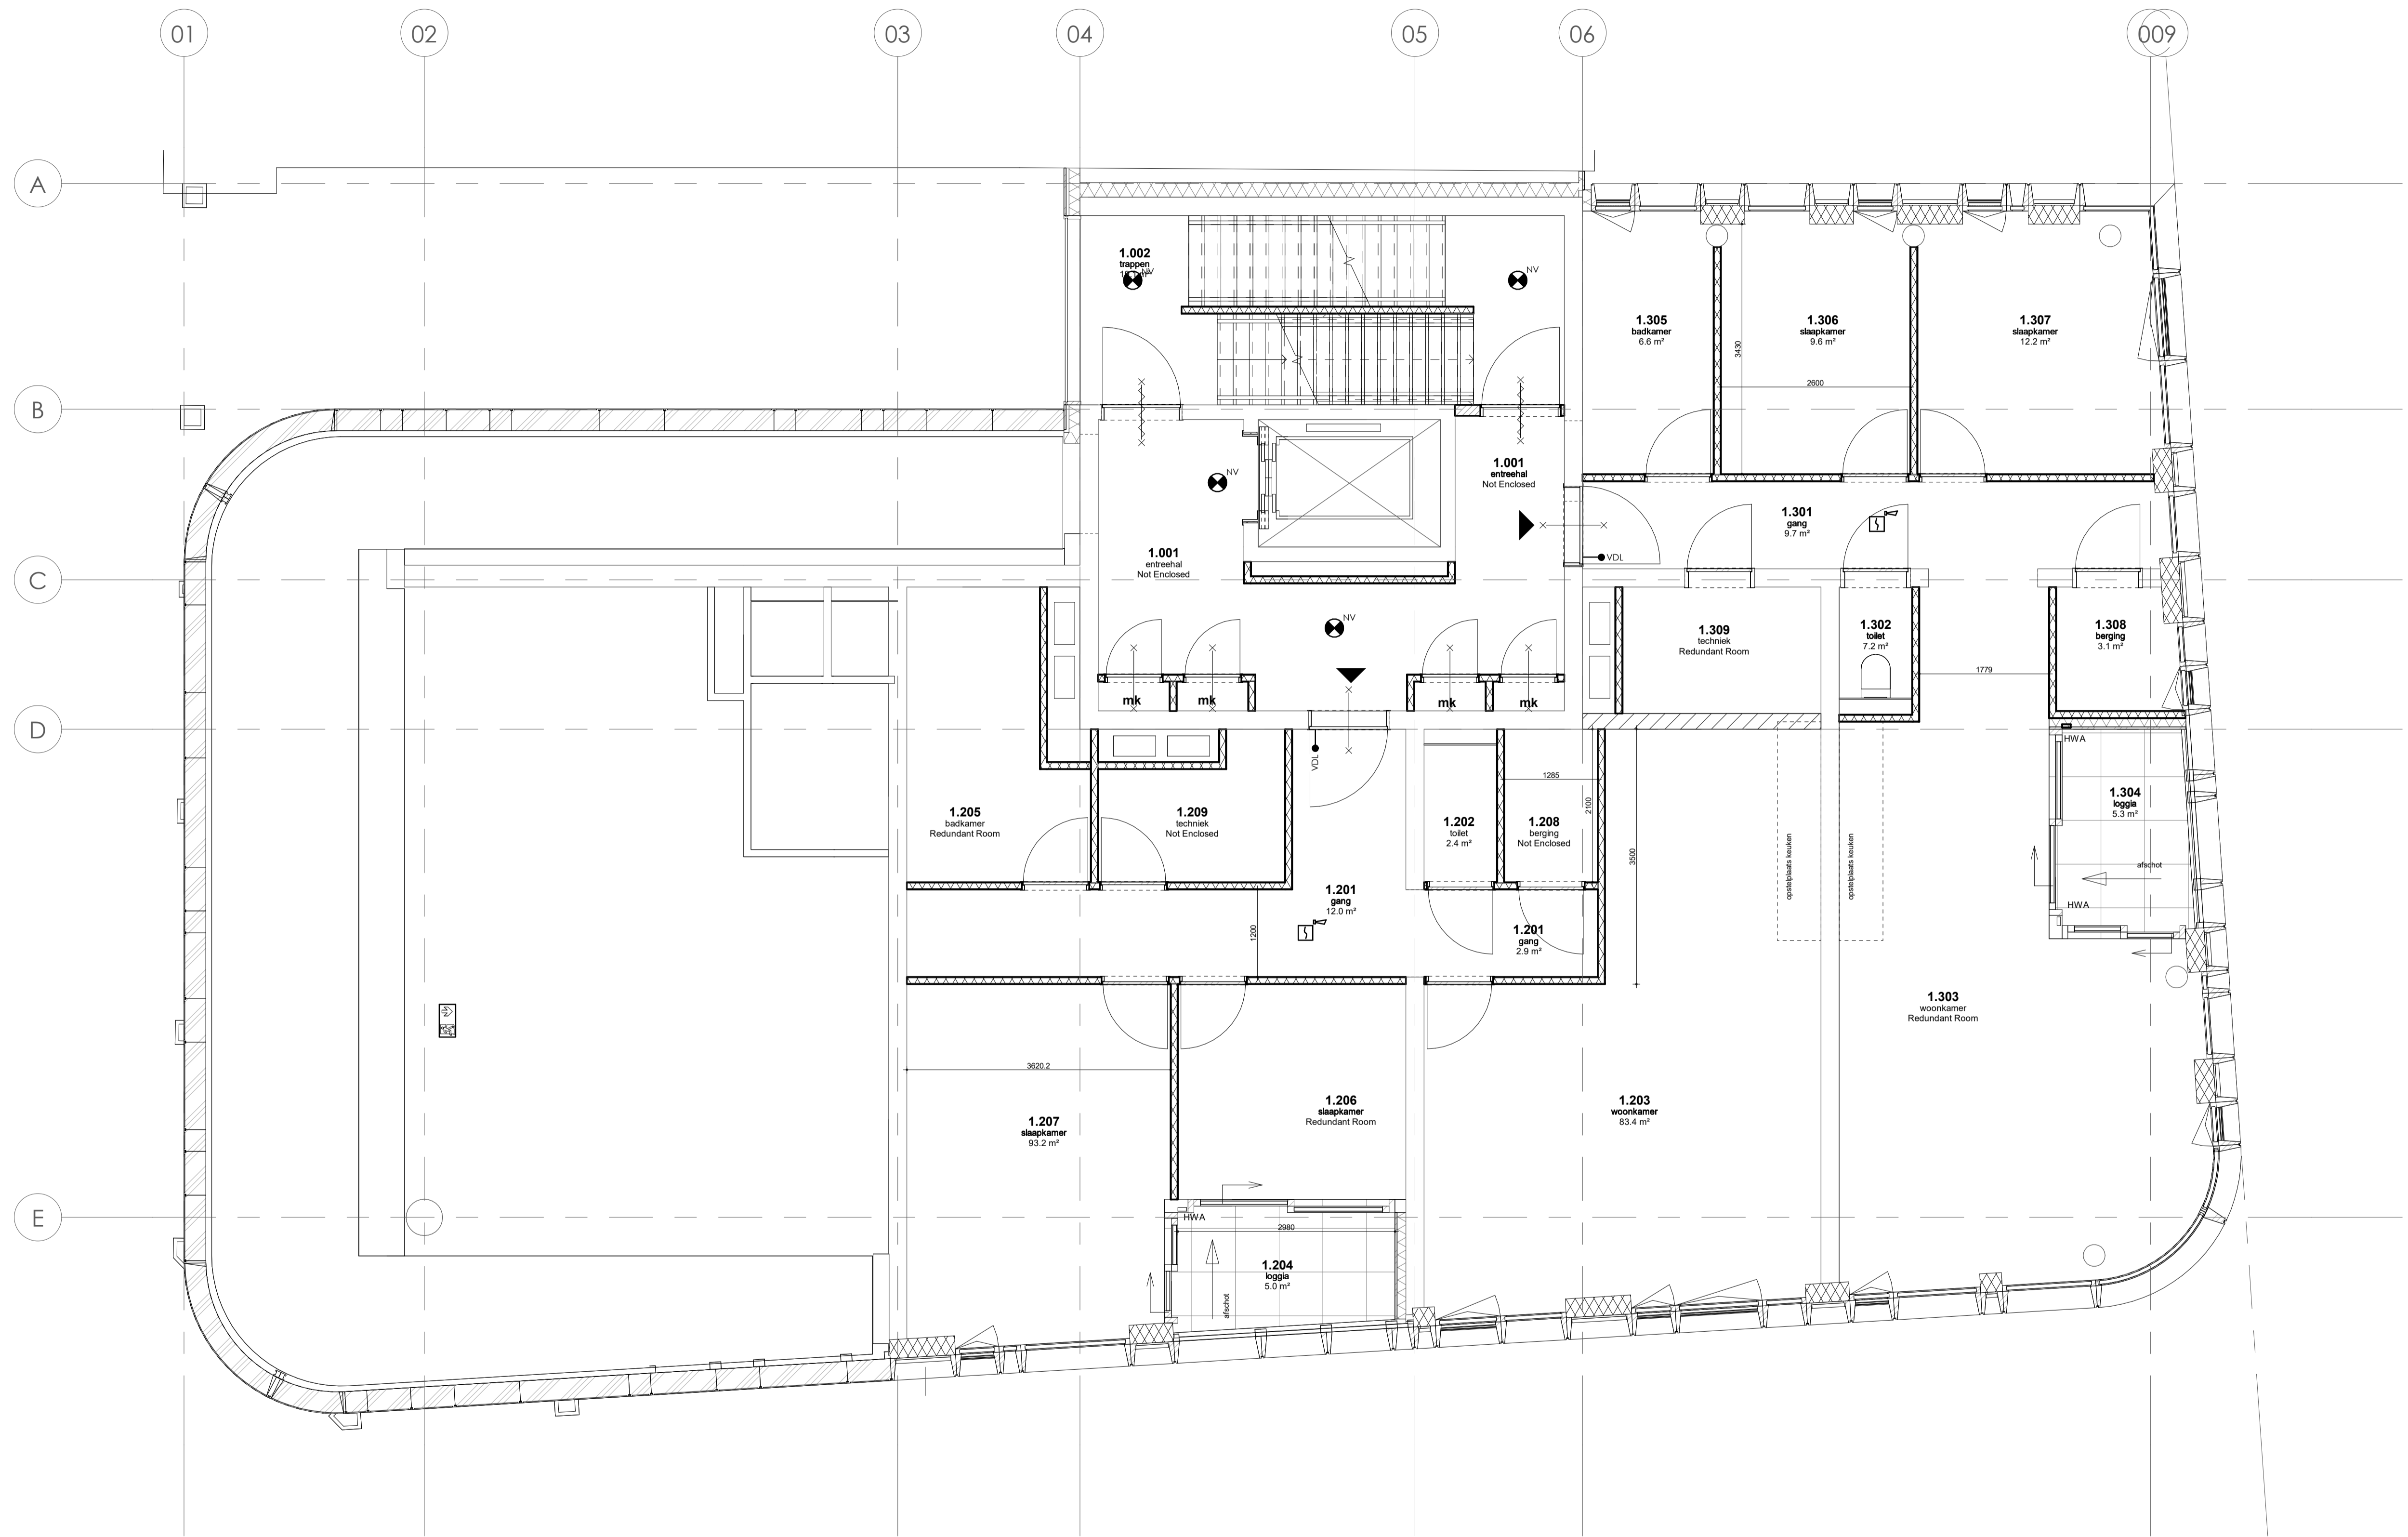 01
02
03
04
05
06
009
A
B
C
D
E
1.002
trappen
NV
NV
1.305
badkamer
6.6 m²
1.306
slaapkamer
9.6 m²
1.307
slaapkamer
12.2 m²
3430
2600
NV
1.001
entreehal
Not Enclosed
1.001
entreehal
Not Enclosed
1.301
gang
9.7 m²
VDL
NV
1.309
techniek
Redundant Room
1.302
toilet
7.2 m²
1.308
berging
3.1 m²
1779
mk
mk
mk
mk
VDL
HWA
1.205
badkamer
Redundant Room
1.209
techniek
Not Enclosed
1.202
toilet
2.4 m²
1.208
berging
Not Enclosed
1285
2100
3500
opstelplaats keuken
opstelplaats keuken
1.304
loggia
5.3 m²
afschot
HWA
1.201
gang
12.0 m²
1200
1.201
gang
2.9 m²
1.303
woonkamer
Redundant Room
3620.2
1.207
slaapkamer
93.2 m²
1.206
slaapkamer
Redundant Room
1.203
woonkamer
83.4 m²
HWA
2980
1.204
loggia
5.0 m²
afschot